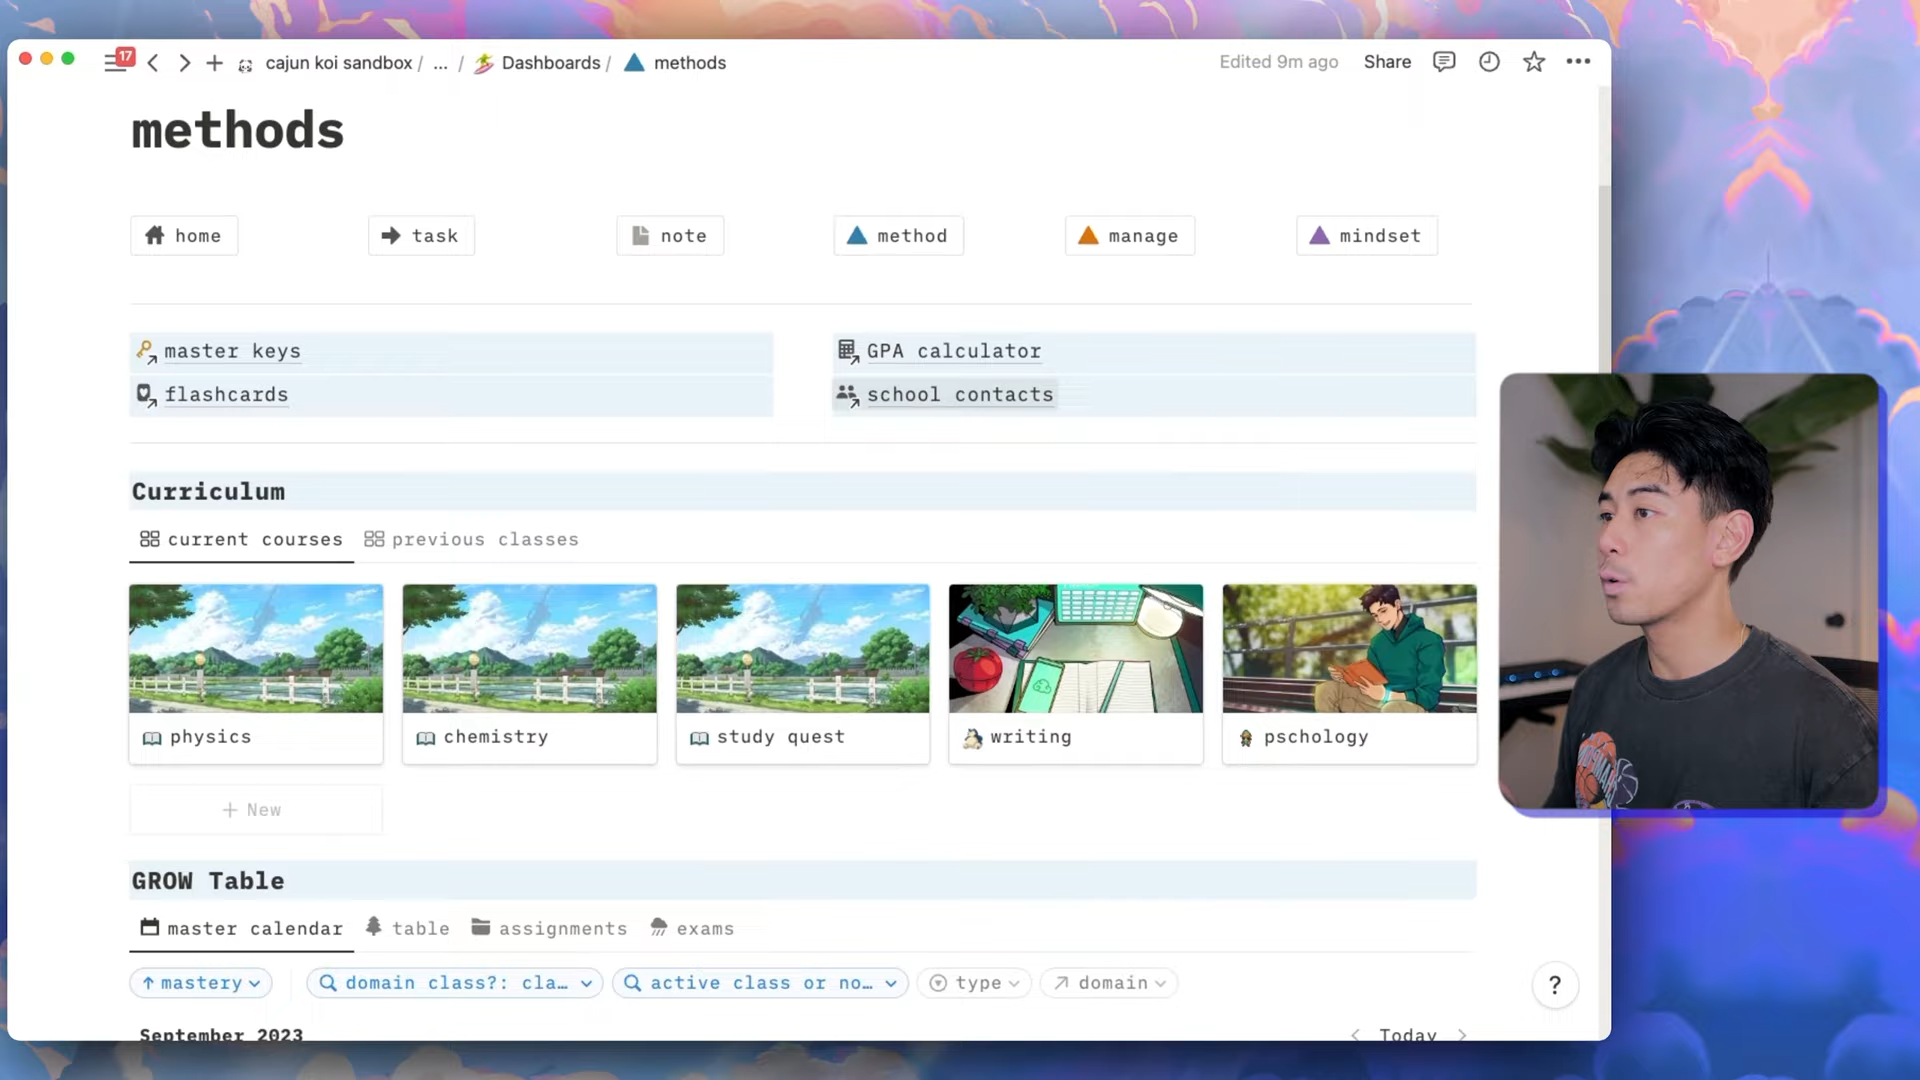 17 cajun koi sandbox / ... / Dashboards / methods Edited 9m ago Share
methods
home task note method manage mindset
master keys GPA calculator
flashcards school contacts
Curriculum
current courses previous classes
physics chemistry study quest writing pschology
+ New
GROW Table
master calendar table assignments exams
mastery domain class?: cla… active class or no… type domain
?
September 2023 Today